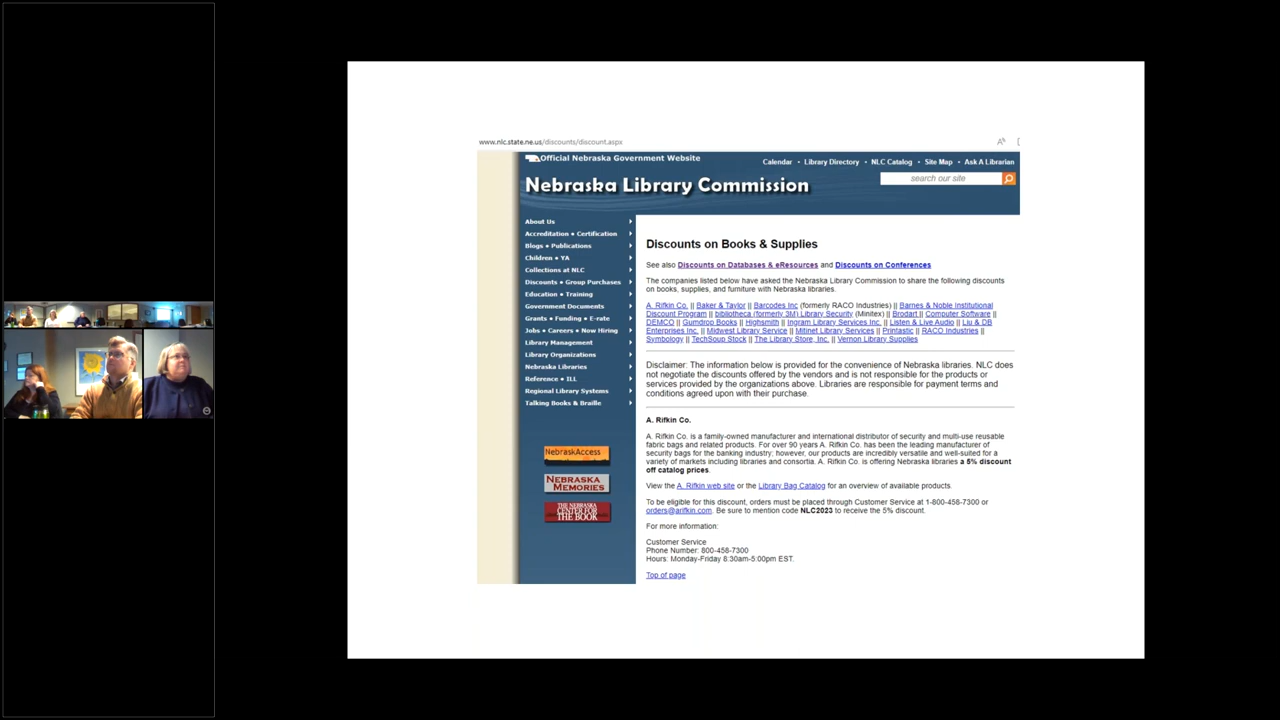 www.nlc.state.ne.us/discounts/discount.aspx
Official Nebraska Government Website
Calendar • Library Directory • NLC Catalog • Site Map • Ask A Librarian
Nebraska Library Commission
search our site
About Us
Accreditation • Certification
Blogs • Publications
Children • YA
Collections at NLC
Discounts • Group Purchases
Education • Training
Government Documents
Grants • Funding • E-rate
Jobs • Careers • Now Hiring
Library Management
Library Organizations
Nebraska Libraries
Reference • ILL
Regional Library Systems
Talking Books & Braille
NebraskAccess
NEBRASKA
MEMORIES
THE NEBRASKA
CENTER FOR
THE BOOK
Discounts on Books & Supplies
See also Discounts on Databases & eResources and Discounts on Conferences
The companies listed below have asked the Nebraska Library Commission to share the following discounts
on books, supplies, and furniture with Nebraska libraries.
A. Rifkin Co. || Baker & Taylor || Barcodes Inc (formerly RACO Industries) || Barnes & Noble Institutional
Discount Program || bibliotheca (formerly 3M) Library Security (Minitex) || Brodart || Computer Software ||
DEMCO || Gumdrop Books || Highsmith || Ingram Library Services Inc. || Listen & Live Audio || Liu & DB
Enterprises Inc. || Midwest Library Service || Mitinet Library Services || Printastic || RACO Industries ||
Symbology || TechSoup Stock || The Library Store, Inc. || Vernon Library Supplies
Disclaimer: The information below is provided for the convenience of Nebraska libraries. NLC does
not negotiate the discounts offered by the vendors and is not responsible for the products or
services provided by the organizations above. Libraries are responsible for payment terms and
conditions agreed upon with their purchase.
A. Rifkin Co.
A. Rifkin Co. is a family-owned manufacturer and international distributor of security and multi-use reusable
fabric bags and related products. For over 90 years A. Rifkin Co. has been the leading manufacturer of
security bags for the banking industry; however, our products are incredibly versatile and well-suited for a
variety of markets including libraries and consortia. A. Rifkin Co. is offering Nebraska libraries a 5% discount
off catalog prices.
View the A. Rifkin web site or the Library Bag Catalog for an overview of available products.
To be eligible for this discount, orders must be placed through Customer Service at 1-800-458-7300 or
orders@arifkin.com. Be sure to mention code NLC2023 to receive the 5% discount.
For more information:
Customer Service
Phone Number: 800-458-7300
Hours: Monday-Friday 8:30am-5:00pm EST.
Top of page